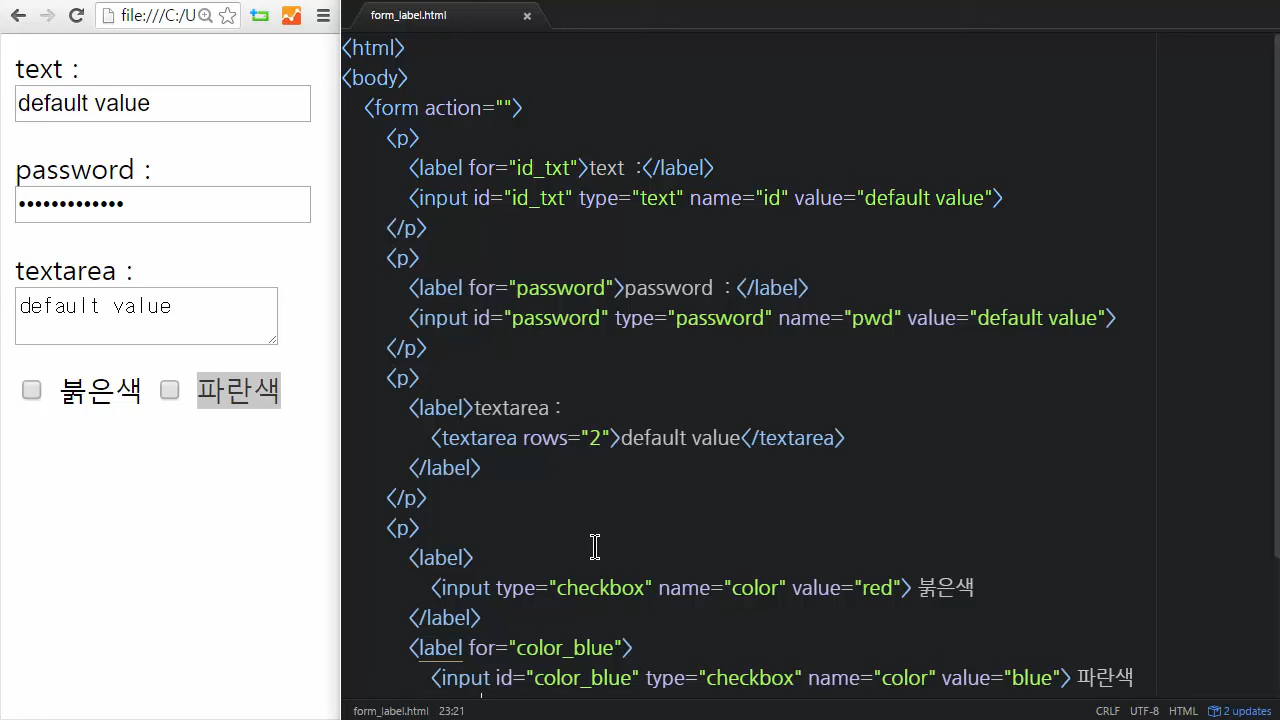 file:///C:/U
text :
default value
password :
•••••••••••••
textarea :
default value
붉은색 파란색
form_label.html
<html>
<body>
<form action="">
<p>
<label for="id_txt">text :</label>
<input id="id_txt" type="text" name="id" value="default value">
</p>
<p>
<label for="password">password : </label>
<input id="password" type="password" name="pwd" value="default value">
</p>
<p>
<label>textarea :
<textarea rows="2">default value</textarea>
</label>
</p>
<p>
<label>
<input type="checkbox" name="color" value="red"> 붉은색
</label>
<label for="color_blue">
<input id="color_blue" type="checkbox" name="color" value="blue"> 파란색
form_label.html 23:21 CRLF UTF-8 HTML 2 updates